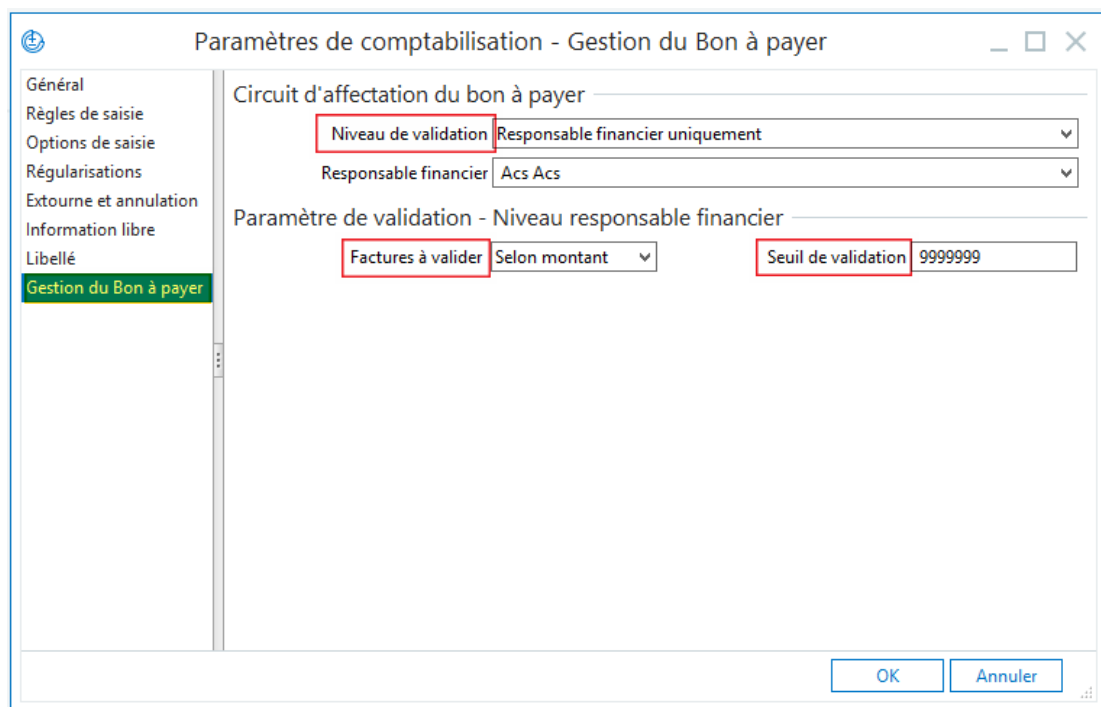 Paramètres de comptabilisation - Gestion du Bon à payer
Général
Règles de saisie
Options de saisie
Régularisations
Extourne et annulation
Information libre
Libellé
Gestion du Bon à payer
Circuit d'affectation du bon à payer
Niveau de validation Responsable financier uniquement
Responsable financier Acs Acs
Paramètre de validation - Niveau responsable financier
Factures à valider Selon montant Seuil de validation 9999999
OK Annuler